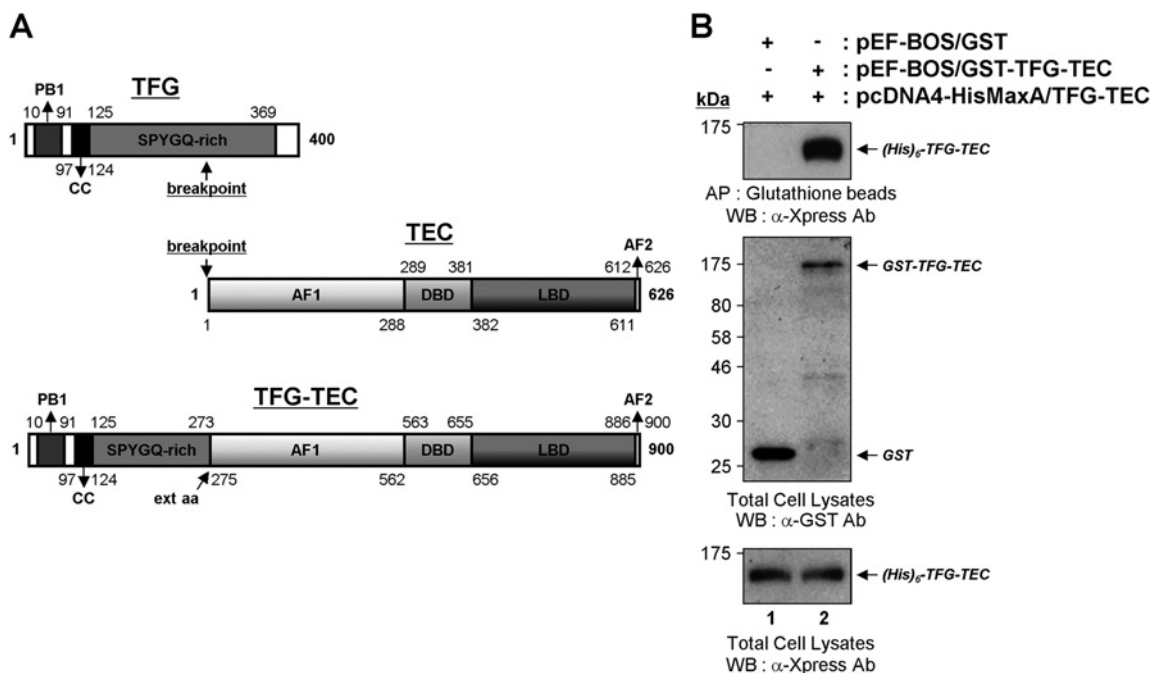 A
TFG
PB1
10 91 125 369
1 SPYGQ-rich 400
97 124
CC
breakpoint
breakpoint
TEC
AF2
289 381 612 626
1 AF1 DBD LBD 626
1 288 382 611
TFG-TEC
PB1
AF2
10 91 125 273 563 655 886 900
1 SPYGQ-rich AF1 DBD LBD 900
97 124 275 562 656 885
CC
ext aa
B
+ - : pEF-BOS/GST
- + : pEF-BOS/GST-TFG-TEC
+ + : pcDNA4-HisMaxA/TFG-TEC
kDa
175
(His)6-TFG-TEC
AP : Glutathione beads
WB : α-Xpress Ab
175 GST-TFG-TEC
80
58
46
30
25 GST
Total Cell Lysates
WB : α-GST Ab
175
(His)6-TFG-TEC
1 2
Total Cell Lysates
WB : α-Xpress Ab